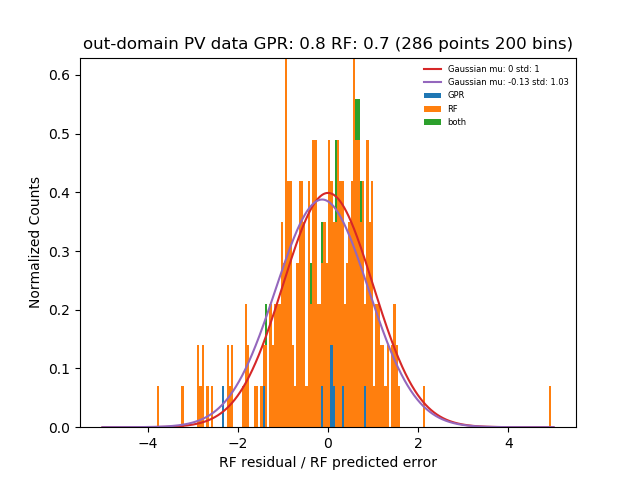 out-domain PV data GPR: 0.8 RF: 0.7 (286 points 200 bins)
Gaussian mu: 0 std: 1
Gaussian mu: -0.13 std: 1.03
GPR
RF
both
Normalized Counts
0.6
0.5
0.4
0.3
0.2
0.1
0.0
−4 −2 0 2 4
RF residual / RF predicted error